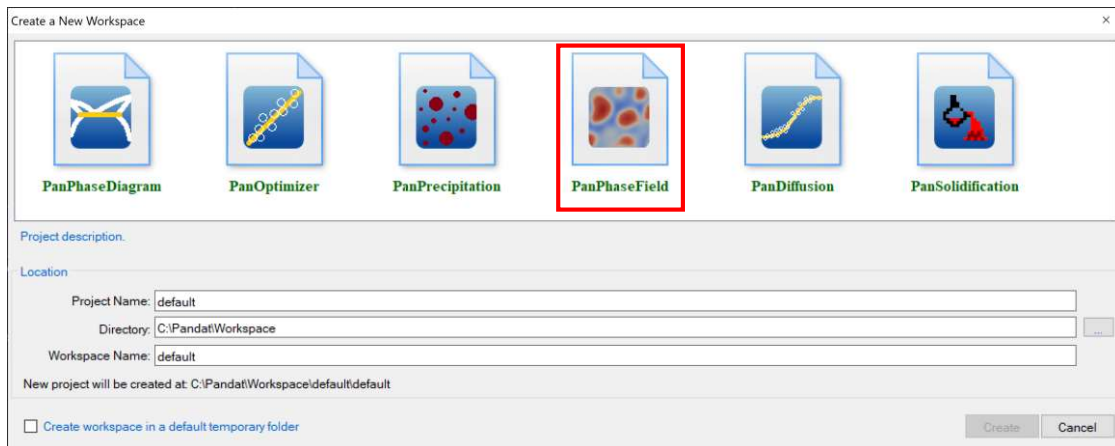 Create a New Workspace
PanPhaseDiagram
PanOptimizer
PanPrecipitation
PanPhaseField
PanDiffusion
PanSolidification
Project description.
Location
Project Name: default
Directory: C:\Pandat\Workspace
...
Workspace Name: default
New project will be created at: C:\Pandat\Workspace\default\default
Create workspace in a default temporary folder
Create
Cancel